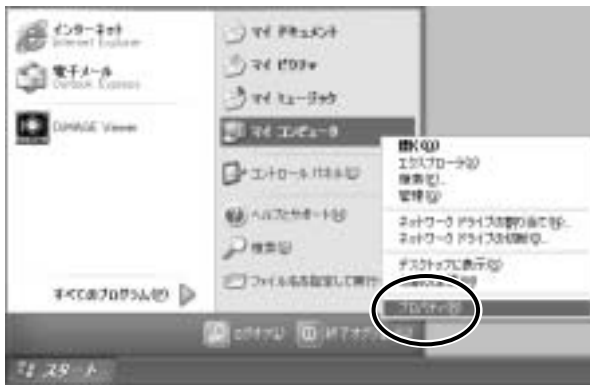 インターネット
Internet Explorer
電子メール
Outlook Express
DiMAGE Viewer
すべてのプログラム(P)
マイ ドキュメント
マイ ピクチャ
マイ ミュージック
マイ コンピュータ
コントロール パネル(C)
ヘルプとサポート(H)
検索(S)
ファイル名を指定して実行
開く(O)
エクスプローラ(X)
検索(E)...
管理(G)
ネットワーク ドライブの割り当て(N)...
ネットワーク ドライブの切断(C)...
デスクトップに表示(S)
プロパティ(R)
ログオフ(L)
スタート